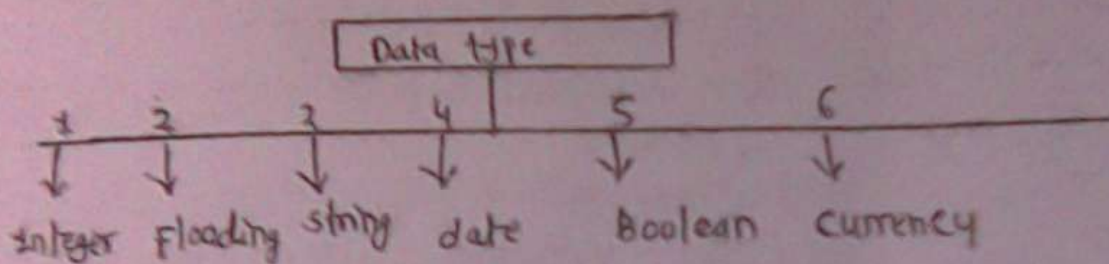 Data type
1 2 3 4 5 6
Integer Floading string date Boolean currency